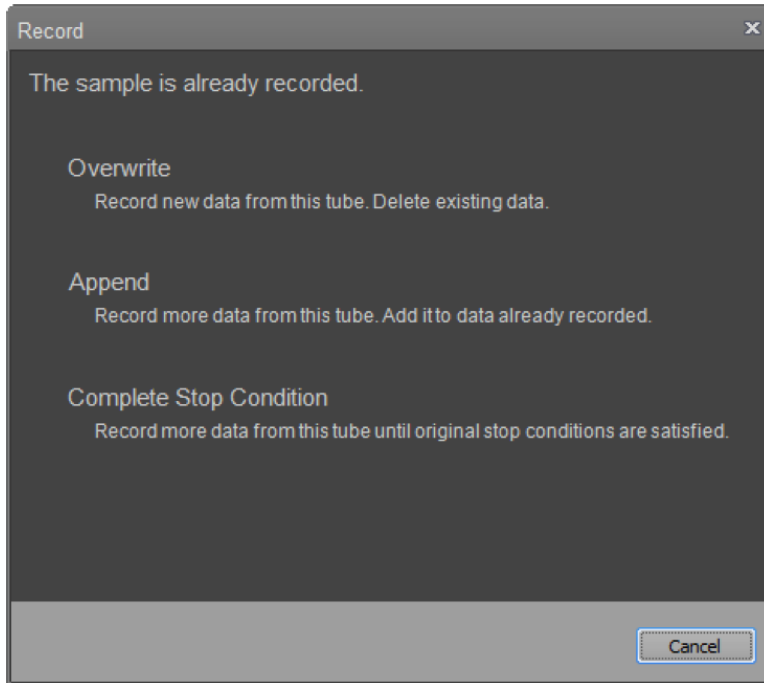 Record
The sample is already recorded.
Overwrite
Record new data from this tube. Delete existing data.
Append
Record more data from this tube. Add it to data already recorded.
Complete Stop Condition
Record more data from this tube until original stop conditions are satisfied.
Cancel